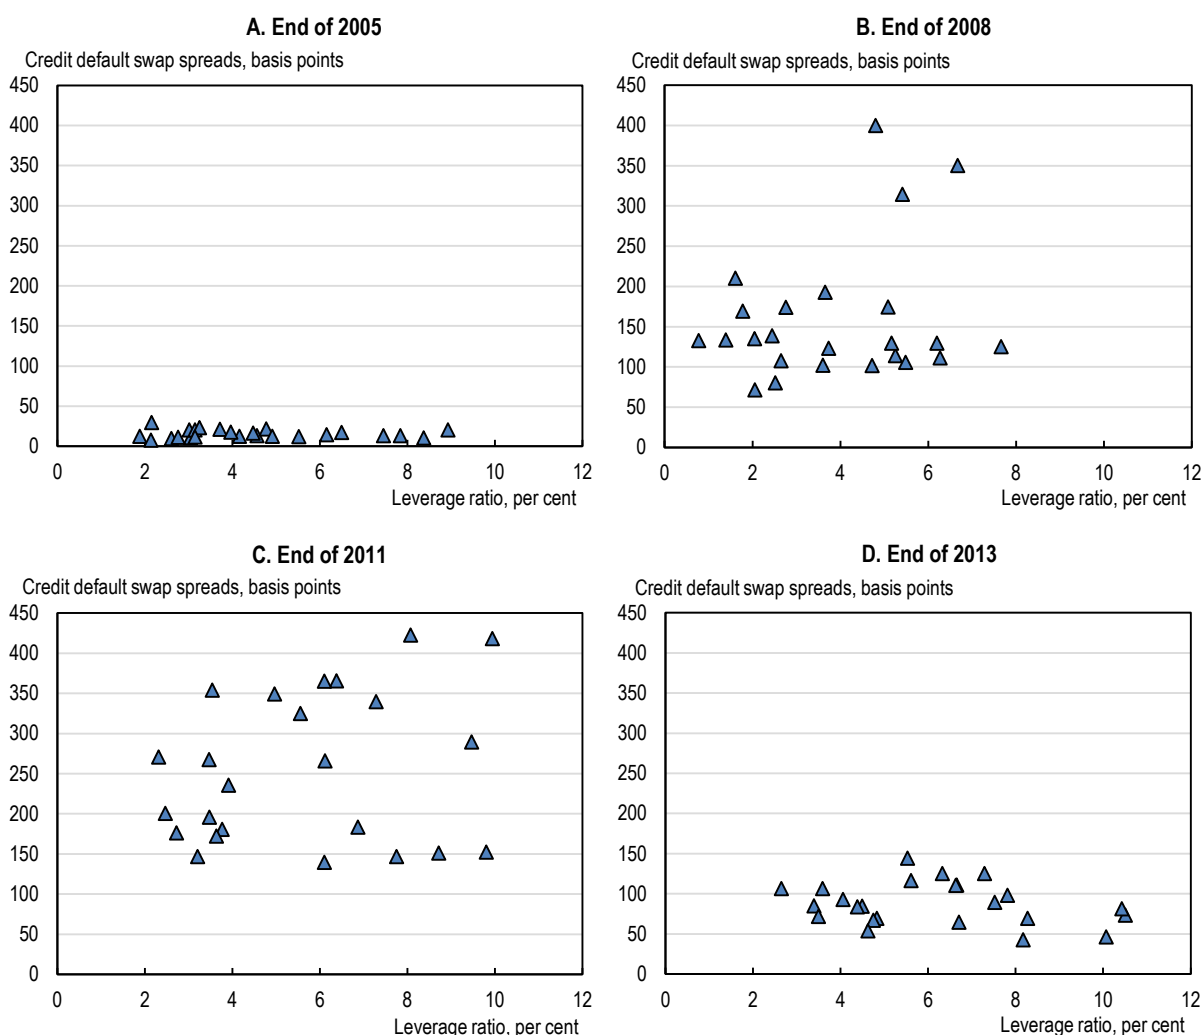 A. End of 2005
Credit default swap spreads, basis points
450
400
350
300
250
200
150
100
50
0
0 2 4 6 8 10 12
Leverage ratio, per cent
B. End of 2008
Credit default swap spreads, basis points
450
400
350
300
250
200
150
100
50
0
0 2 4 6 8 10 12
Leverage ratio, per cent
C. End of 2011
Credit default swap spreads, basis points
450
400
350
300
250
200
150
100
50
0
0 2 4 6 8 10 12
Leverage ratio, per cent
D. End of 2013
Credit default swap spreads, basis points
450
400
350
300
250
200
150
100
50
0
0 2 4 6 8 10 12
Leverage ratio, per cent